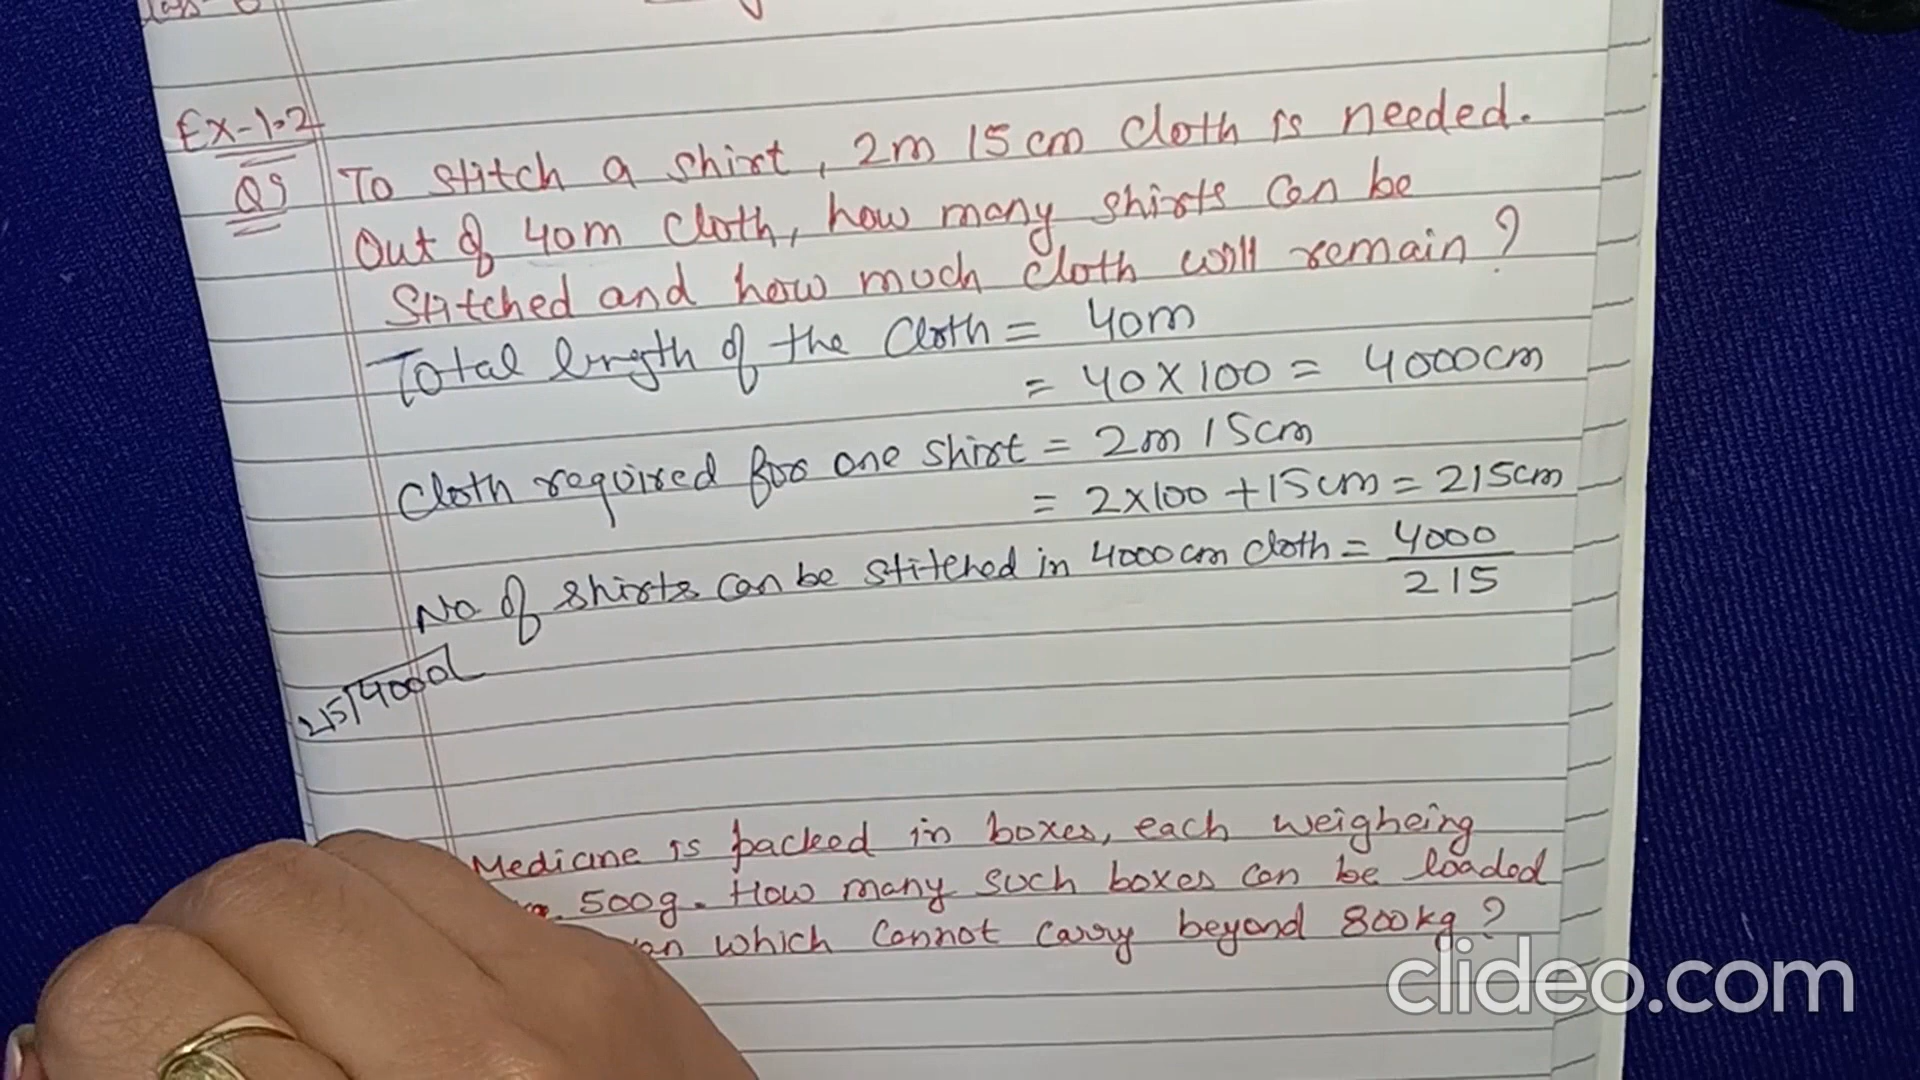 Ex-1.2
Q9 To stitch a shirt, 2m 15cm cloth is needed.
Out of 40m cloth, how many shirts can be
stitched and how much cloth will remain?
Total length of the cloth = 40m
= 40×100 = 4000cm
Cloth required for one shirt = 2m 15cm
= 2×100 + 15cm = 215cm
No of shirts can be stitched in 4000cm cloth = 4000
215
215)4000(
Medicine is packed in boxes, each weigheing
500g. How many such boxes can be loaded
which cannot carry beyond 800kg?
clideo.com